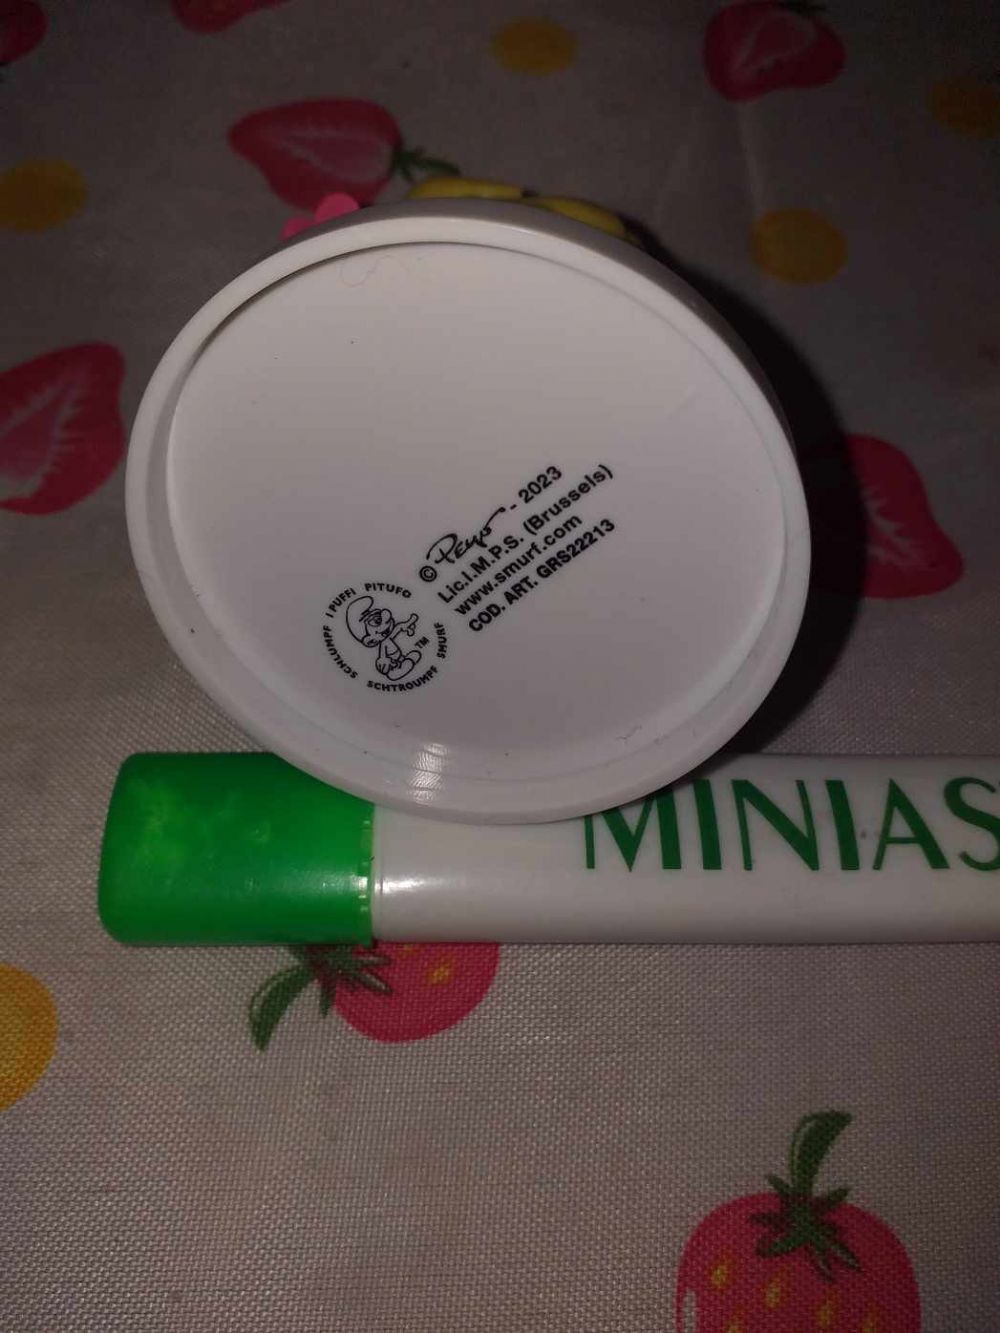 © Peyo - 2023
Lic.I.M.P.S. (Brussels)
www.smurf.com
COD. ART. GRS22213
I PUFFI PITUFO SMURF SCHTROUMPF SCHLUMPF
TM
MINIAS